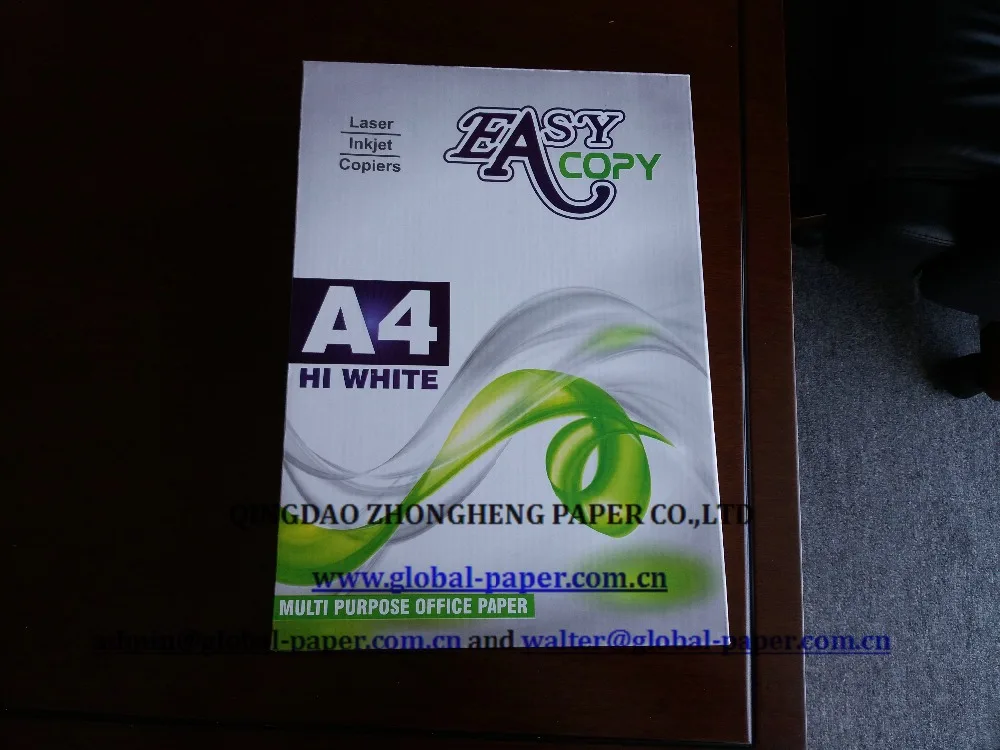 Laser
Inkjet
Copiers
EASY
COPY
A4
HI WHITE
QINGDAO ZHONGHENG PAPER CO.,LTD
www.global-paper.com.cn
MULTI PURPOSE OFFICE PAPER
admin@global-paper.com.cn and walter@global-paper.com.cn